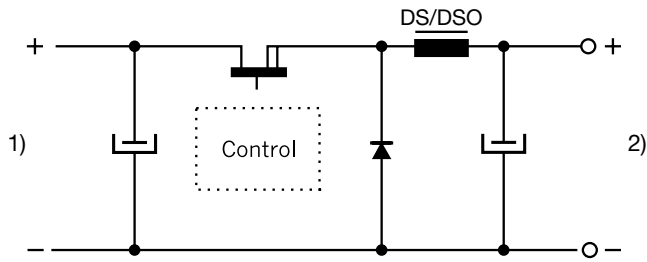 DS/DSO
+ +
1) Control 2)
− −